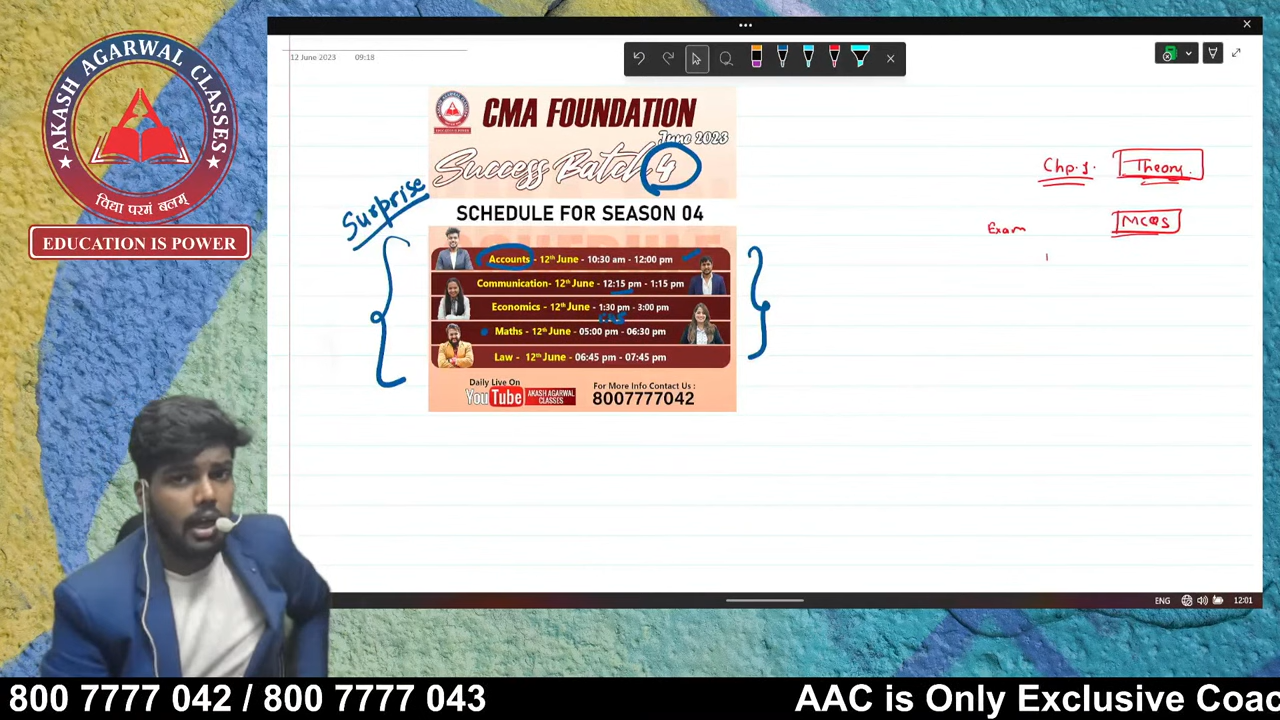 AKASH AGARWAL CLASSES
विद्या परमं बलम्
EDUCATION IS POWER
12 June 2023 09:18
CMA FOUNDATION
June 2023
Success Batch 4
Surprise
SCHEDULE FOR SEASON 04
Accounts - 12th June - 10:30 am - 12:00 pm
Communication- 12th June - 12:15 pm - 1:15 pm
Economics - 12th June - 1:30 pm - 3:00 pm
Maths - 12th June - 05:00 pm - 06:30 pm
Law - 12th June - 06:45 pm - 07:45 pm
Daily Live On
YouTube AKASH AGARWAL CLASSES
For More Info Contact Us :
8007777042
Chp. 1. Theory.
Exam MCQs
ENG 12:01
800 7777 042 / 800 7777 043 AAC is Only Exclusive Coac